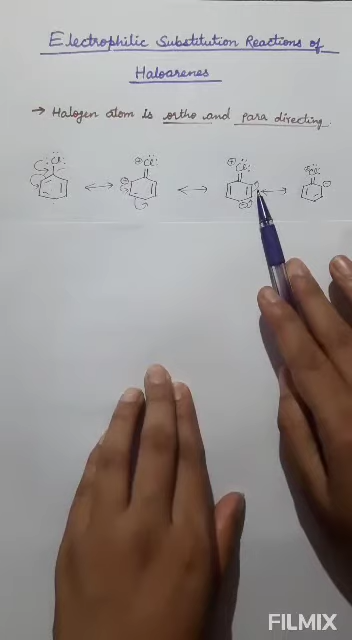 Electrophilic Substitution Reactions of
Haloarenes
→ Halogen atom is ortho and para directing.
:C̈l: ⊕C̈l: ⊕C̈l: ⊕C̈l:
FILMIX